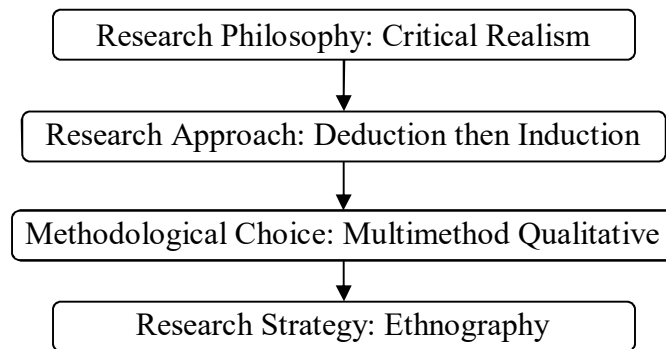 Research Philosophy: Critical Realism
Research Approach: Deduction then Induction
Methodological Choice: Multimethod Qualitative
Research Strategy: Ethnography